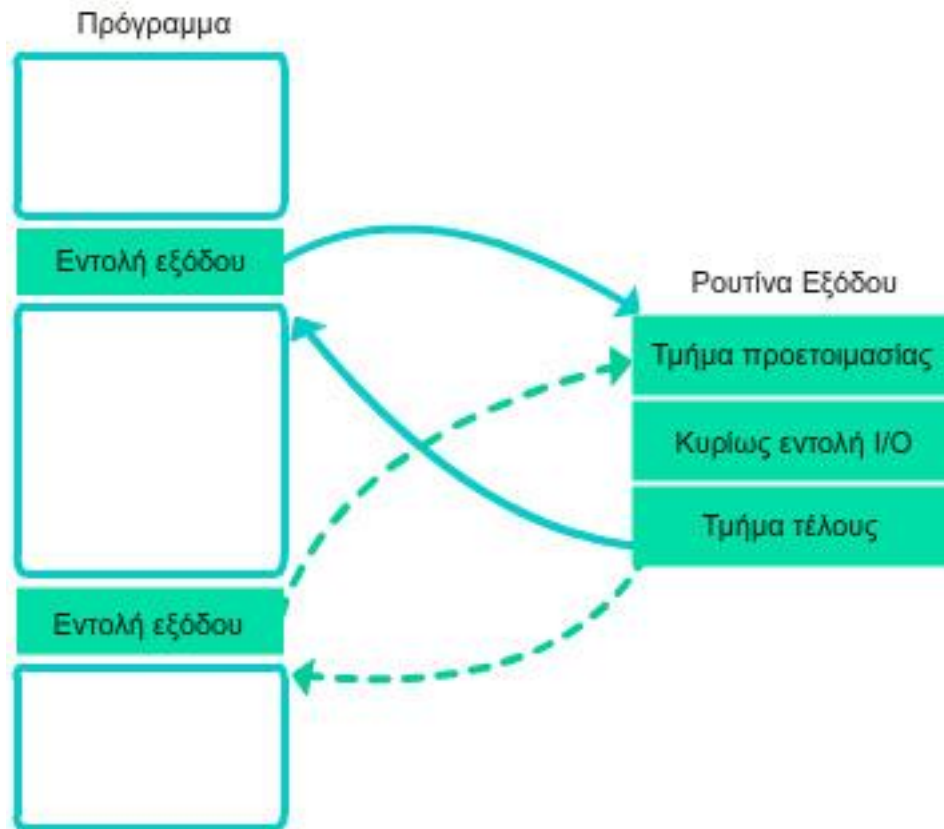 Πρόγραμμα
Εντολή εξόδου
Ρουτίνα Εξόδου
Τμήμα προετοιμασίας
Κυρίως εντολή I/O
Τμήμα τέλους
Εντολή εξόδου